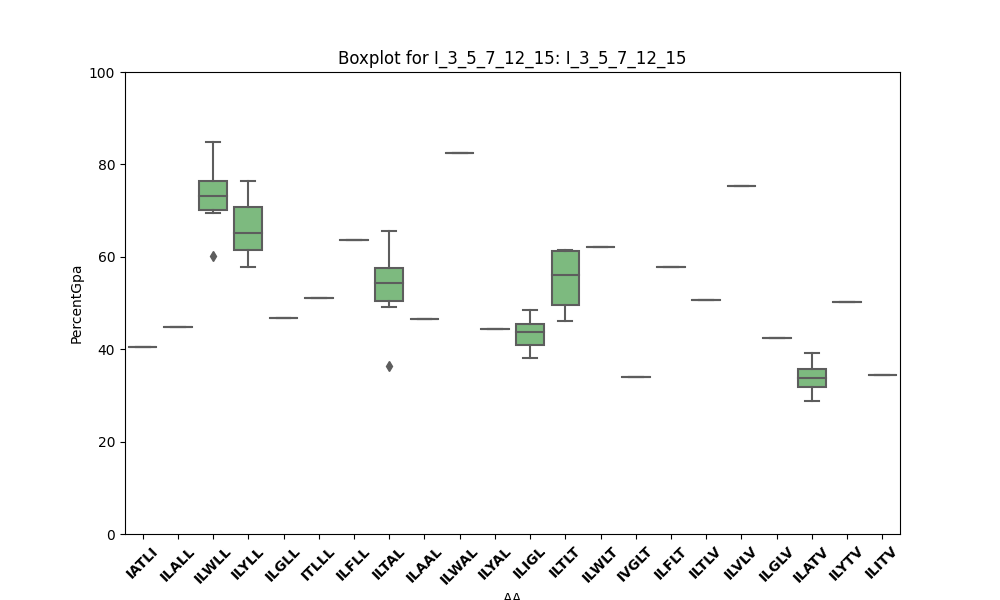 Boxplot for I_3_5_7_12_15: I_3_5_7_12_15
100
80
60
40
20
0
PercentGpa
IATLI ILALL ILWLL ILYLL ILGLL ITLLL ILFLL ILTAL ILAAL ILWAL ILYAL ILIGL ILTLT ILWLT IVGLT ILFLT ILTLV ILVLV ILGLV ILATV ILYTV ILITV
AA